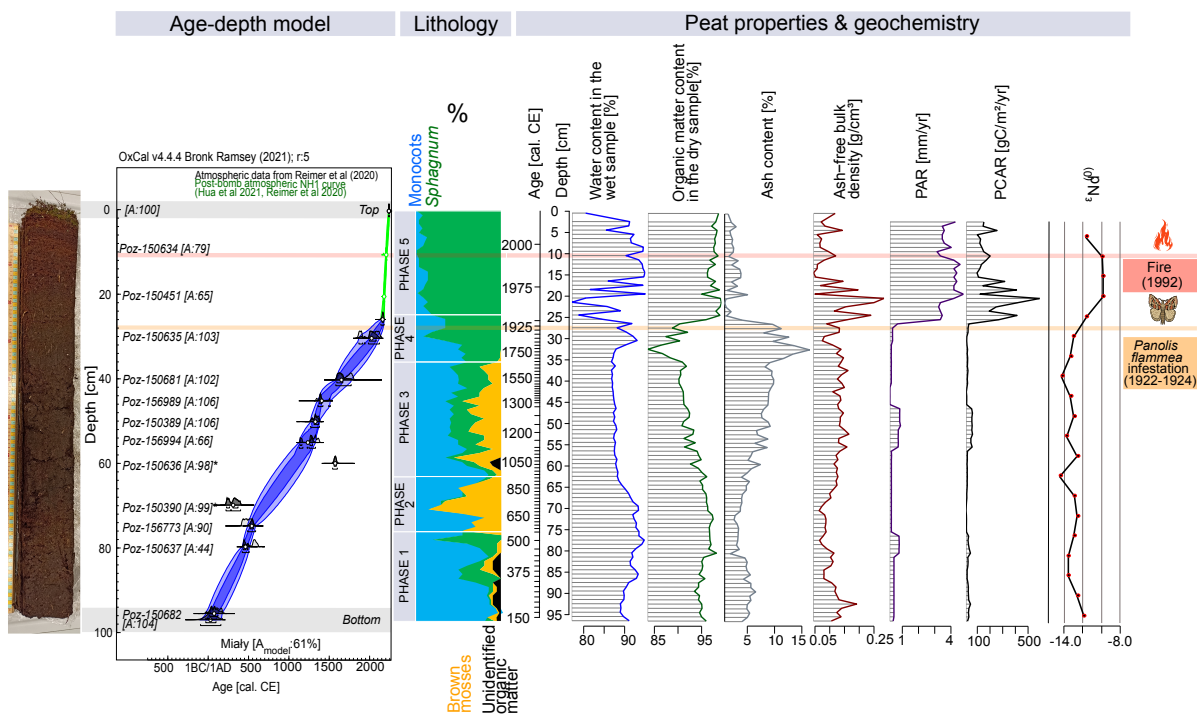 Age-depth model
Lithology
Peat properties & geochemistry
%
OxCal v4.4.4 Bronk Ramsey (2021); r:5
Atmospheric data from Reimer et al (2020)
Post-bomb atmospheric NH1 curve
(Hua et al 2021, Reimer et al 2020)
[A:100]
Top
Poz-150634 [A:79]
Poz-150451 [A:65]
Poz-150635 [A:103]
Poz-150681 [A:102]
Poz-156989 [A:106]
Poz-150389 [A:106]
Poz-156994 [A:66]
Poz-150636 [A:98]*
Poz-150390 [A:99]*
Poz-156773 [A:90]
Poz-150637 [A:44]
Poz-150682
[A:104]
Bottom
Miały [A model:61%]
Depth [cm]
0
20
40
60
80
100
500
1BC/1AD
500
1000
1500
2000
Age [cal. CE]
Monocots
Sphagnum
Brown
mosses
Unidentified
organic
matter
PHASE 5
PHASE
4
PHASE 3
PHASE
2
PHASE 1
Age [cal. CE]
2000
1975
1925
1750
1550
1300
1200
1050
850
650
500
375
150
Depth [cm]
0
5
10
15
20
25
30
35
40
45
50
55
60
65
70
75
80
85
90
95
Water content in the
wet sample [%]
80
90
Organic matter content
in the dry sample[%]
85
95
Ash content [%]
0
5
10
15
Ash−free bulk
density [g/cm³]
0.05
0.25
PAR [mm/yr]
1
4
PCAR [gC/m²/yr]
100
500
εNd(0)
-14.0
-8.0
Fire
(1992)
Panolis
flammea
infestation
(1922-1924)